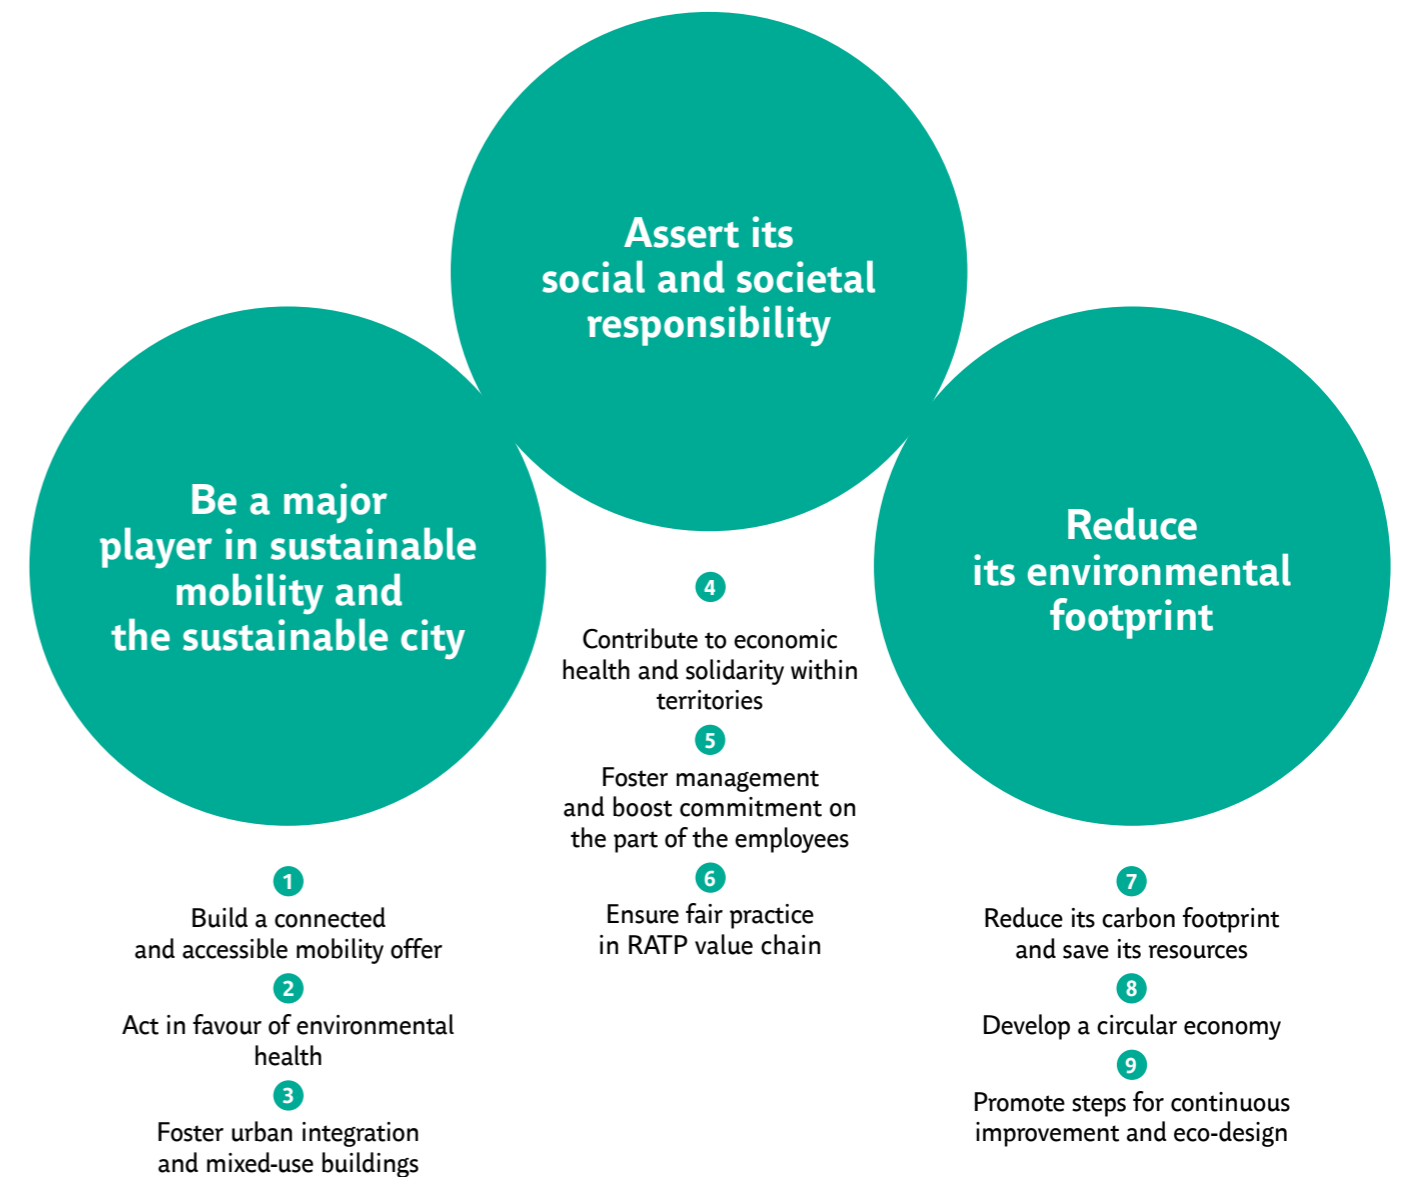 Assert its
social and societal
responsibility
Be a major
player in sustainable
mobility and
the sustainable city
Reduce
its environmental
footprint
1
Build a connected
and accessible mobility offer
2
Act in favour of environmental
health
3
Foster urban integration
and mixed-use buildings
4
Contribute to economic
health and solidarity within
territories
5
Foster management
and boost commitment on
the part of the employees
6
Ensure fair practice
in RATP value chain
7
Reduce its carbon footprint
and save its resources
8
Develop a circular economy
9
Promote steps for continuous
improvement and eco-design